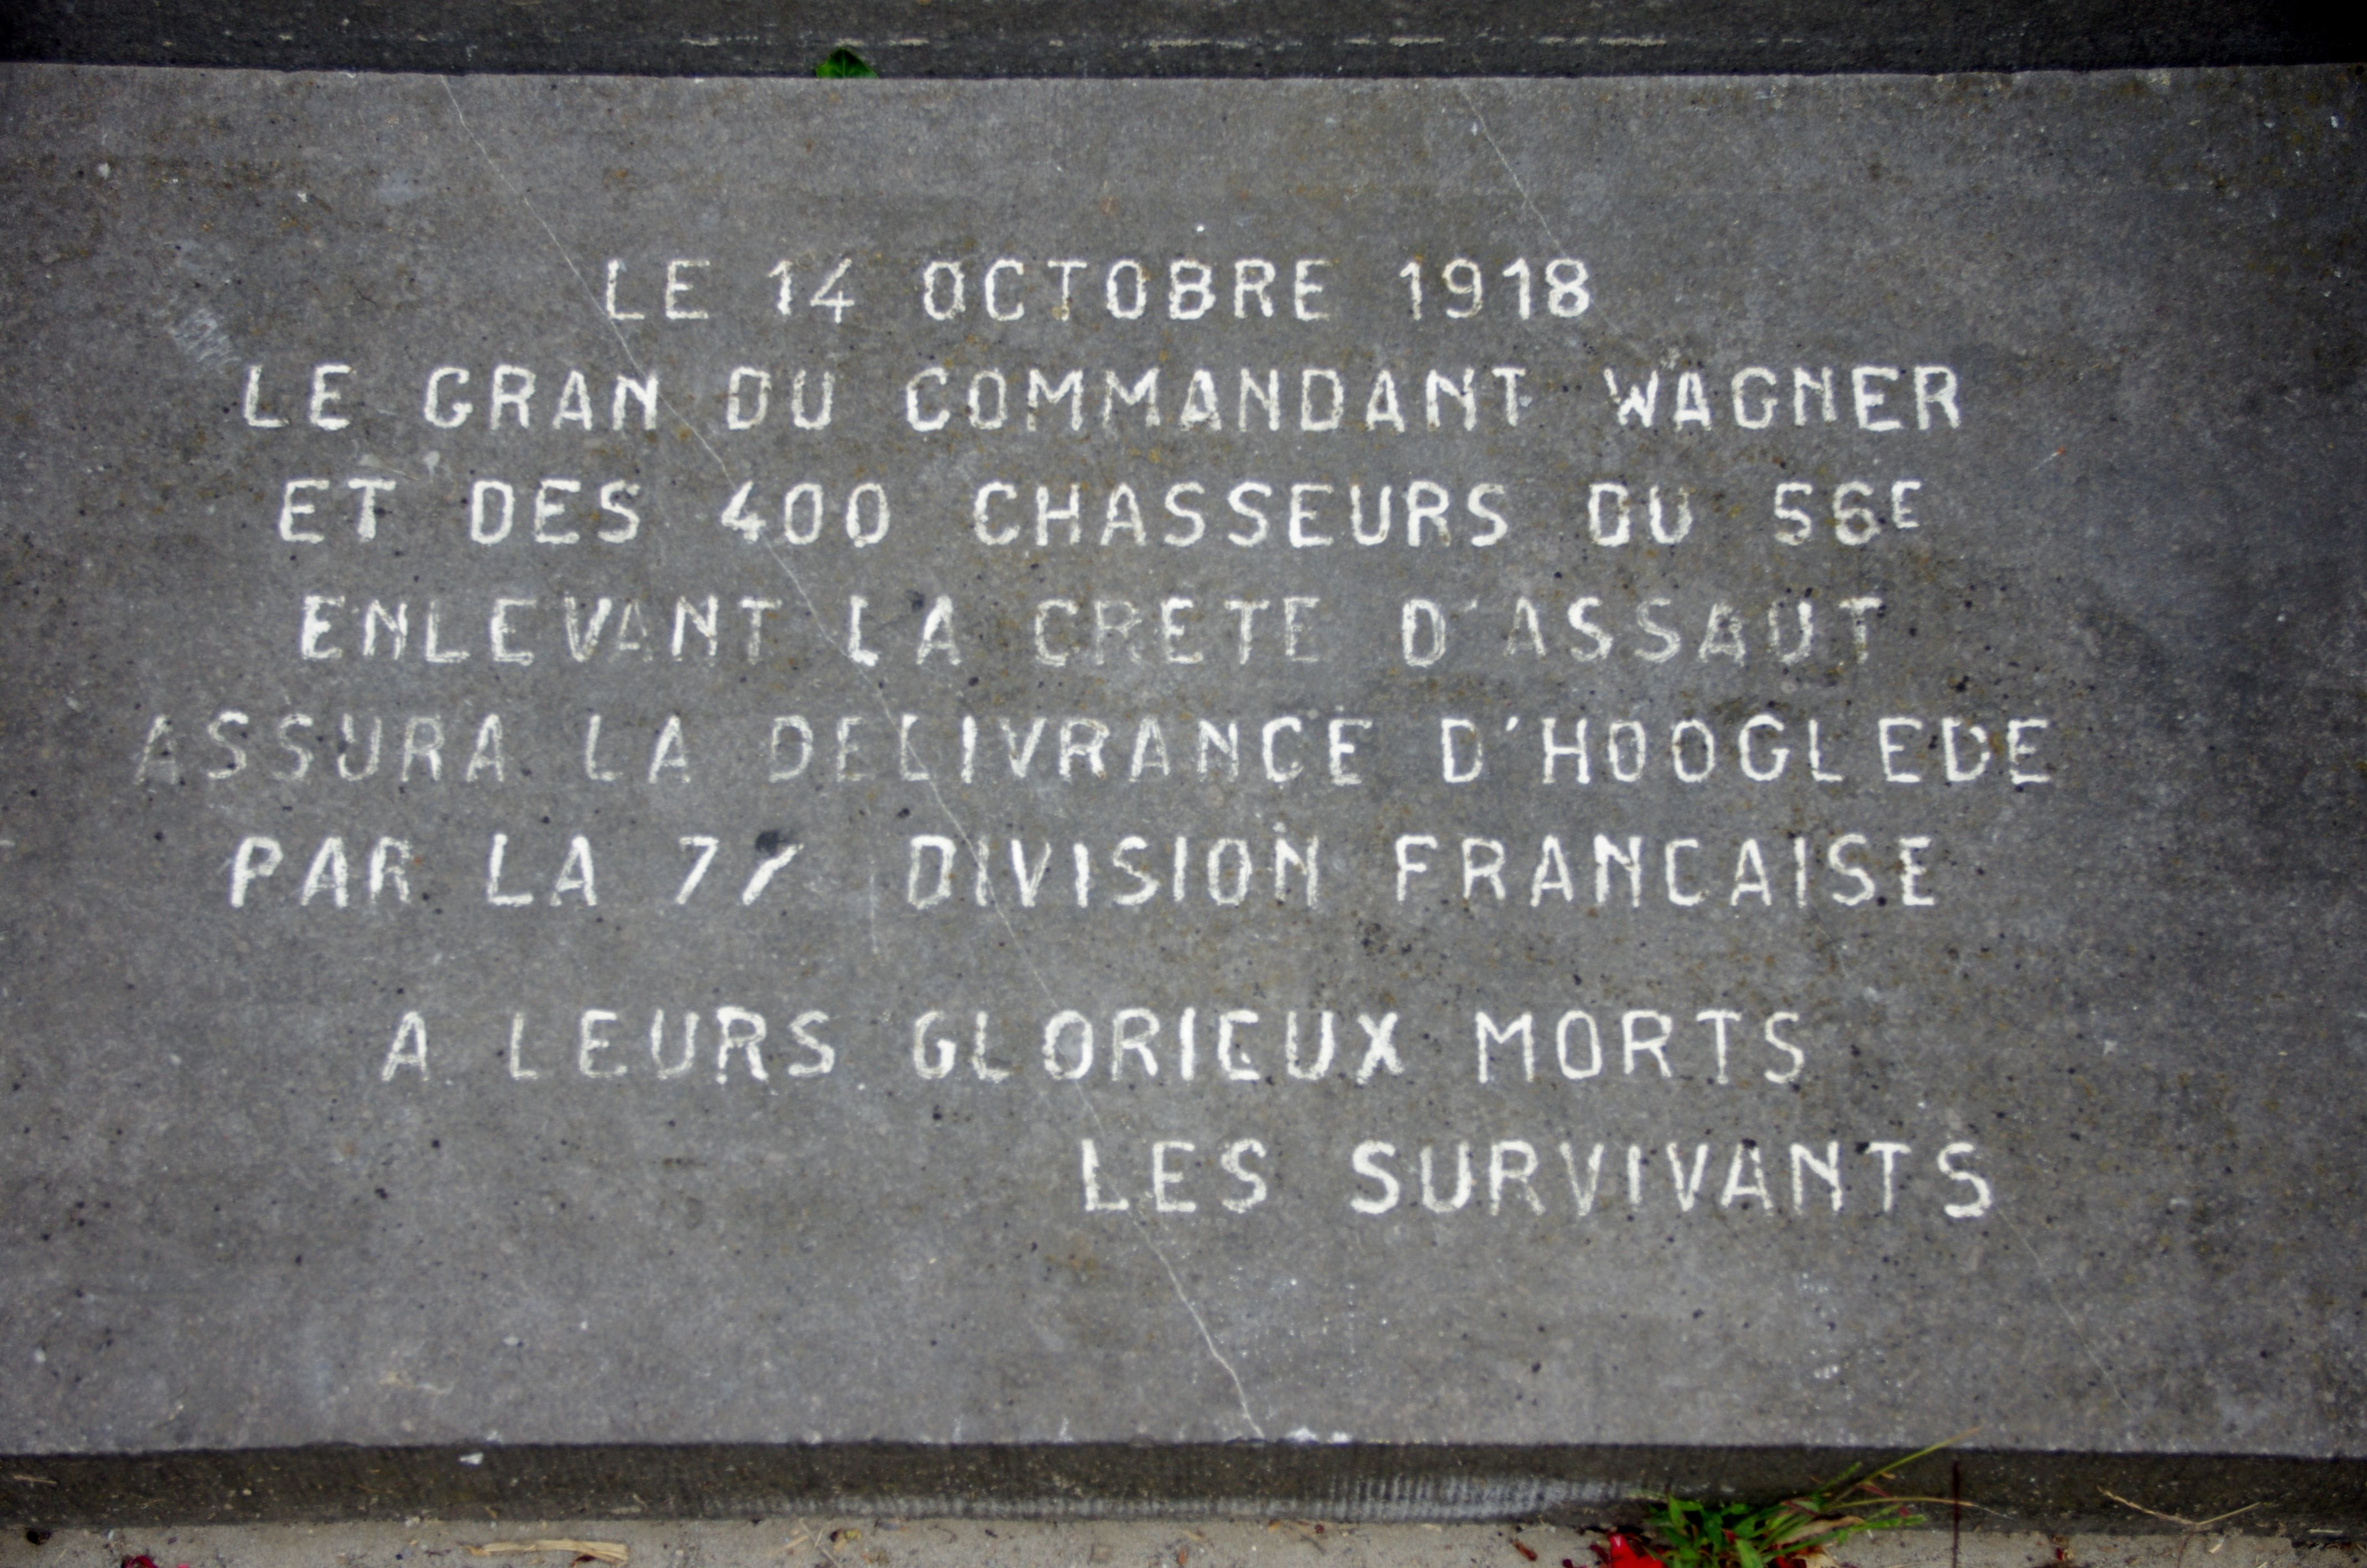 LE 14 OCTOBRE 1918
LE GRAN DU COMMANDANT WAGNER
ET DES 400 CHASSEURS DU 56E
ENLEVANT LA CRETE D'ASSAUT
ASSURA LA DELIVRANCE D'HOOGLEDE
PAR LA DIVISION FRANCAISE
A LEURS GLORIEUX MORTS
LES SURVIVANTS